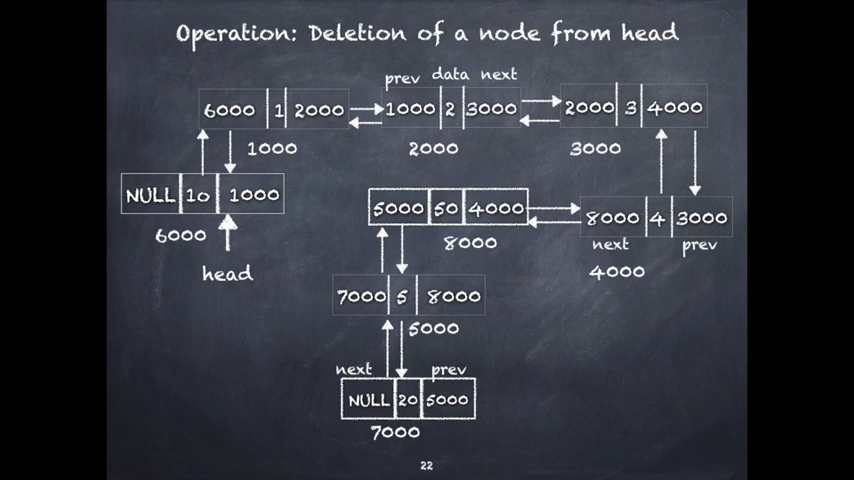 Operation: Deletion of a node from head
prev data next
6000 1 2000
1000 2 3000
2000 3 4000
1000
2000
3000
NULL 10 1000
5000 50 4000
8000 4 3000
6000
8000
next prev
head
4000
7000 5 8000
5000
next prev
NULL 20 5000
7000
22